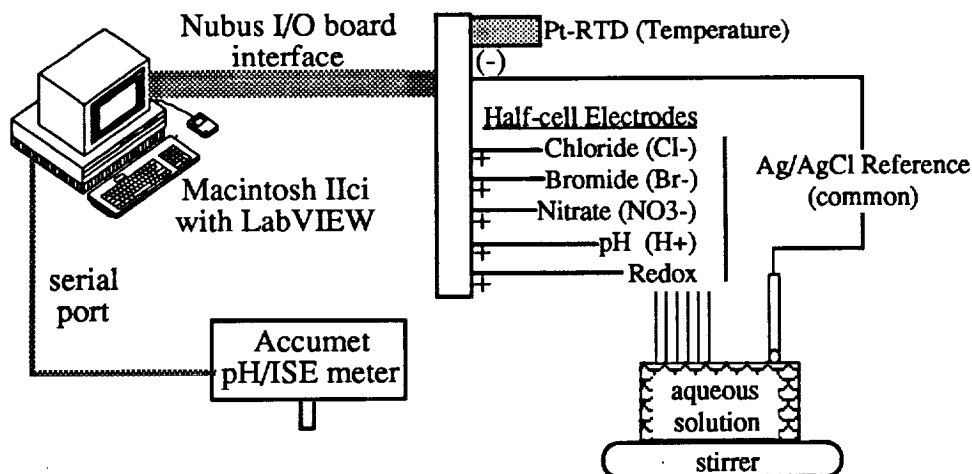 Nubus I/O board
interface
Pt-RTD (Temperature)
(-)
Half-cell Electrodes
+ Chloride (Cl-)
+ Bromide (Br-)
+ Nitrate (NO3-)
+ pH (H+)
+ Redox
Ag/AgCl Reference
(common)
Macintosh IIci
with LabVIEW
serial
port
Accumet
pH/ISE meter
aqueous
solution
stirrer